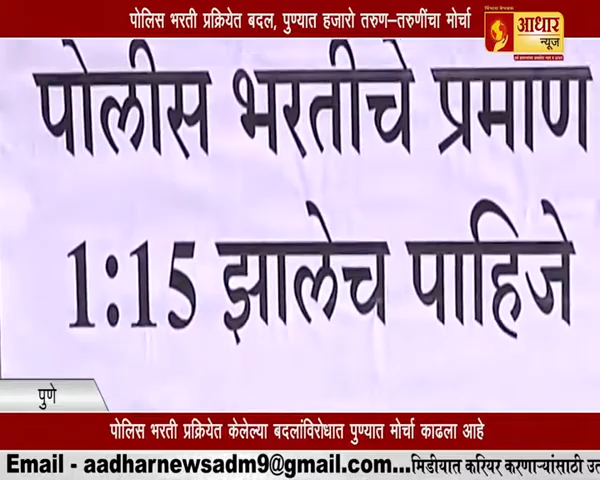 पोलिस भरती प्रक्रियेत बदल, पुण्यात हजारो तरुण–तरुणींचा मोर्चा
आधार
न्यूज
पोलीस भरतीचे प्रमाण
1:15 झालेच पाहिजे
पुणे
पोलिस भरती प्रक्रियेत केलेल्या बदलांविरोधात पुण्यात मोर्चा काढला आहे
Email - aadharnewsadm9@gmail.com...मिडीयात करियर करणाऱ्यांसाठी उत